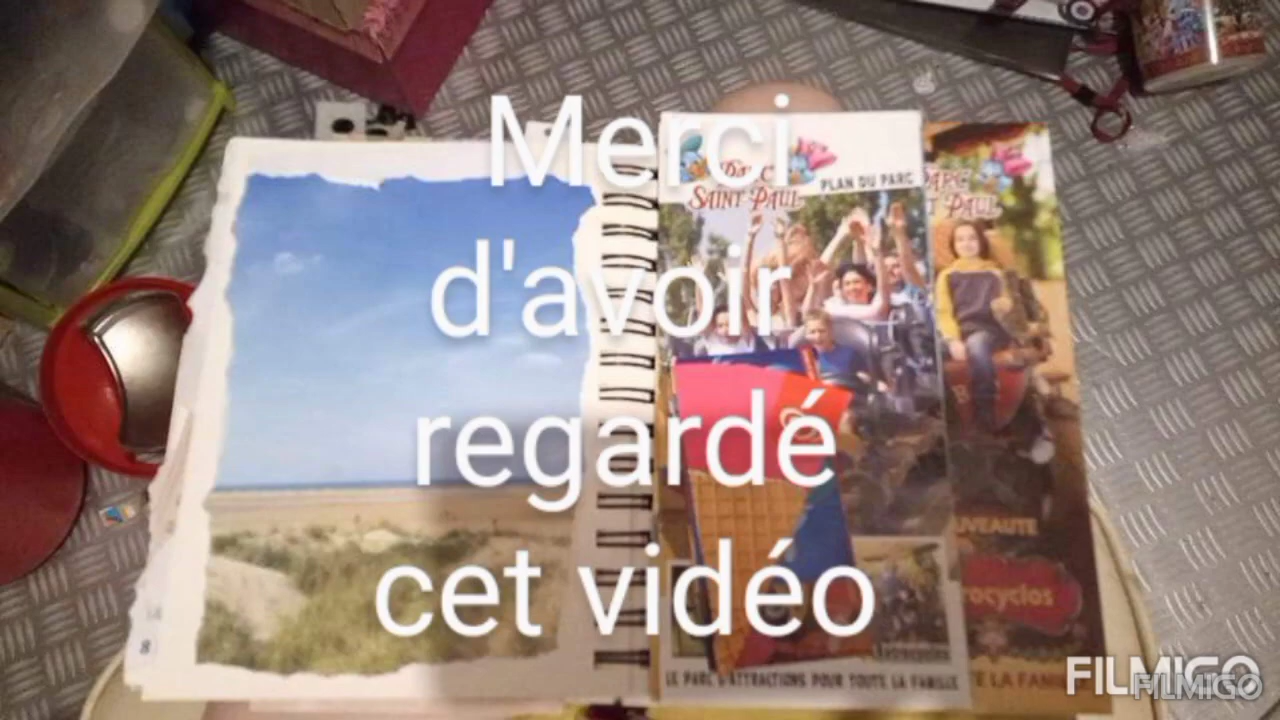 Merci
d'avoir
regardé
cet vidéo
PARC
SAINT PAUL
PLAN DU PARC
LE PARC D'ATTRACTIONS POUR TOUTE LA FAMILLE
FILMIGO
FILMIGO